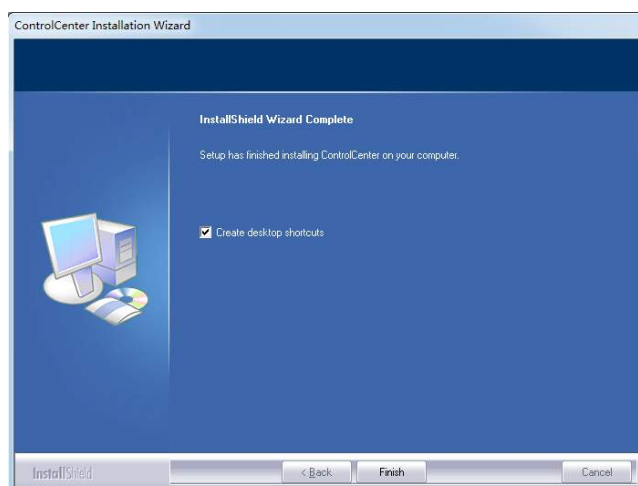 ControlCenter Installation Wizard
InstallShield Wizard Complete
Setup has finished installing ControlCenter on your computer.
Create desktop shortcuts
InstallShield
< Back
Finish
Cancel